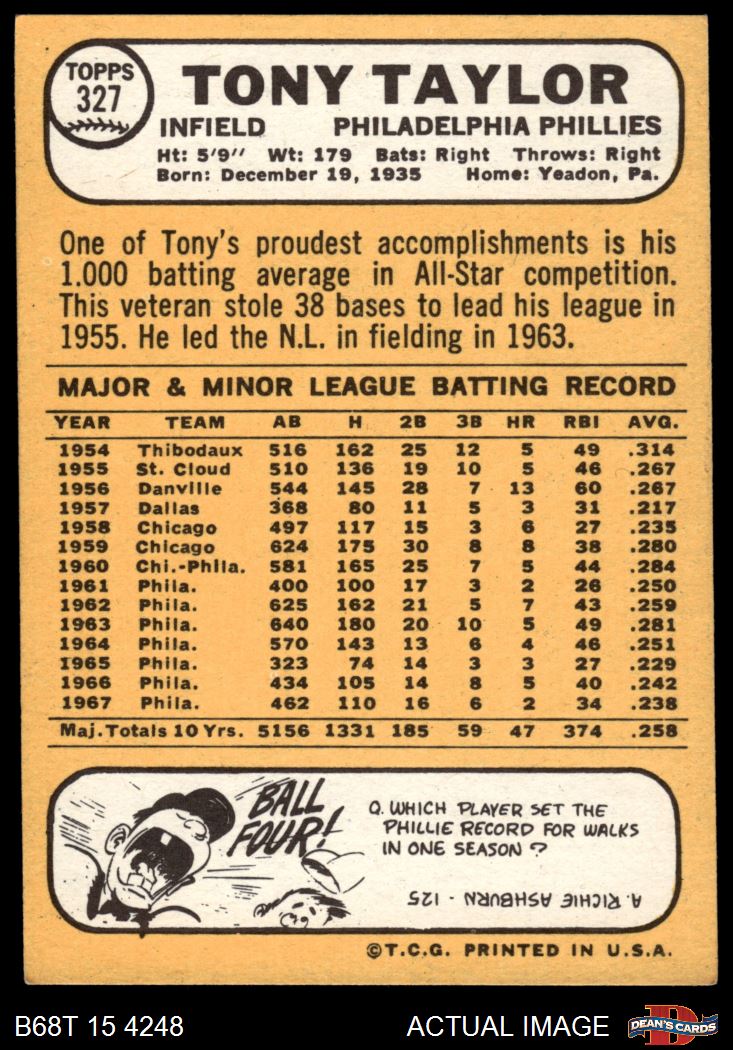 TOPPS
327
TONY TAYLOR
INFIELD PHILADELPHIA PHILLIES
Ht: 5'9" Wt: 179 Bats: Right Throws: Right
Born: December 19, 1935 Home: Yeadon, Pa.
One of Tony's proudest accomplishments is his
1.000 batting average in All-Star competition.
This veteran stole 38 bases to lead his league in
1955. He led the N.L. in fielding in 1963.
MAJOR & MINOR LEAGUE BATTING RECORD
YEAR TEAM AB H 2B 3B HR RBI AVG.
1954 Thibodaux 516 162 25 12 5 49 .314
1955 St. Cloud 510 136 19 10 5 46 .267
1956 Danville 544 145 28 7 13 60 .267
1957 Dallas 368 80 11 5 3 31 .217
1958 Chicago 497 117 15 3 6 27 .235
1959 Chicago 624 175 30 8 8 38 .280
1960 Chi.-Phila. 581 165 25 7 5 44 .284
1961 Phila. 400 100 17 3 2 26 .250
1962 Phila. 625 162 21 5 7 43 .259
1963 Phila. 640 180 20 10 5 49 .281
1964 Phila. 570 143 13 6 4 46 .251
1965 Phila. 323 74 14 3 3 27 .229
1966 Phila. 434 105 14 8 5 40 .242
1967 Phila. 462 110 16 6 2 34 .238
Maj. Totals 10 Yrs. 5156 1331 185 59 47 374 .258
BALL
FOUR!
Q. WHICH PLAYER SET THE
PHILLIE RECORD FOR WALKS
IN ONE SEASON?
A. RICHIE ASHBURN - 125
©T.C.G. PRINTED IN U.S.A.
B68T 15 4248 ACTUAL IMAGE
D
DEAN'S CARDS